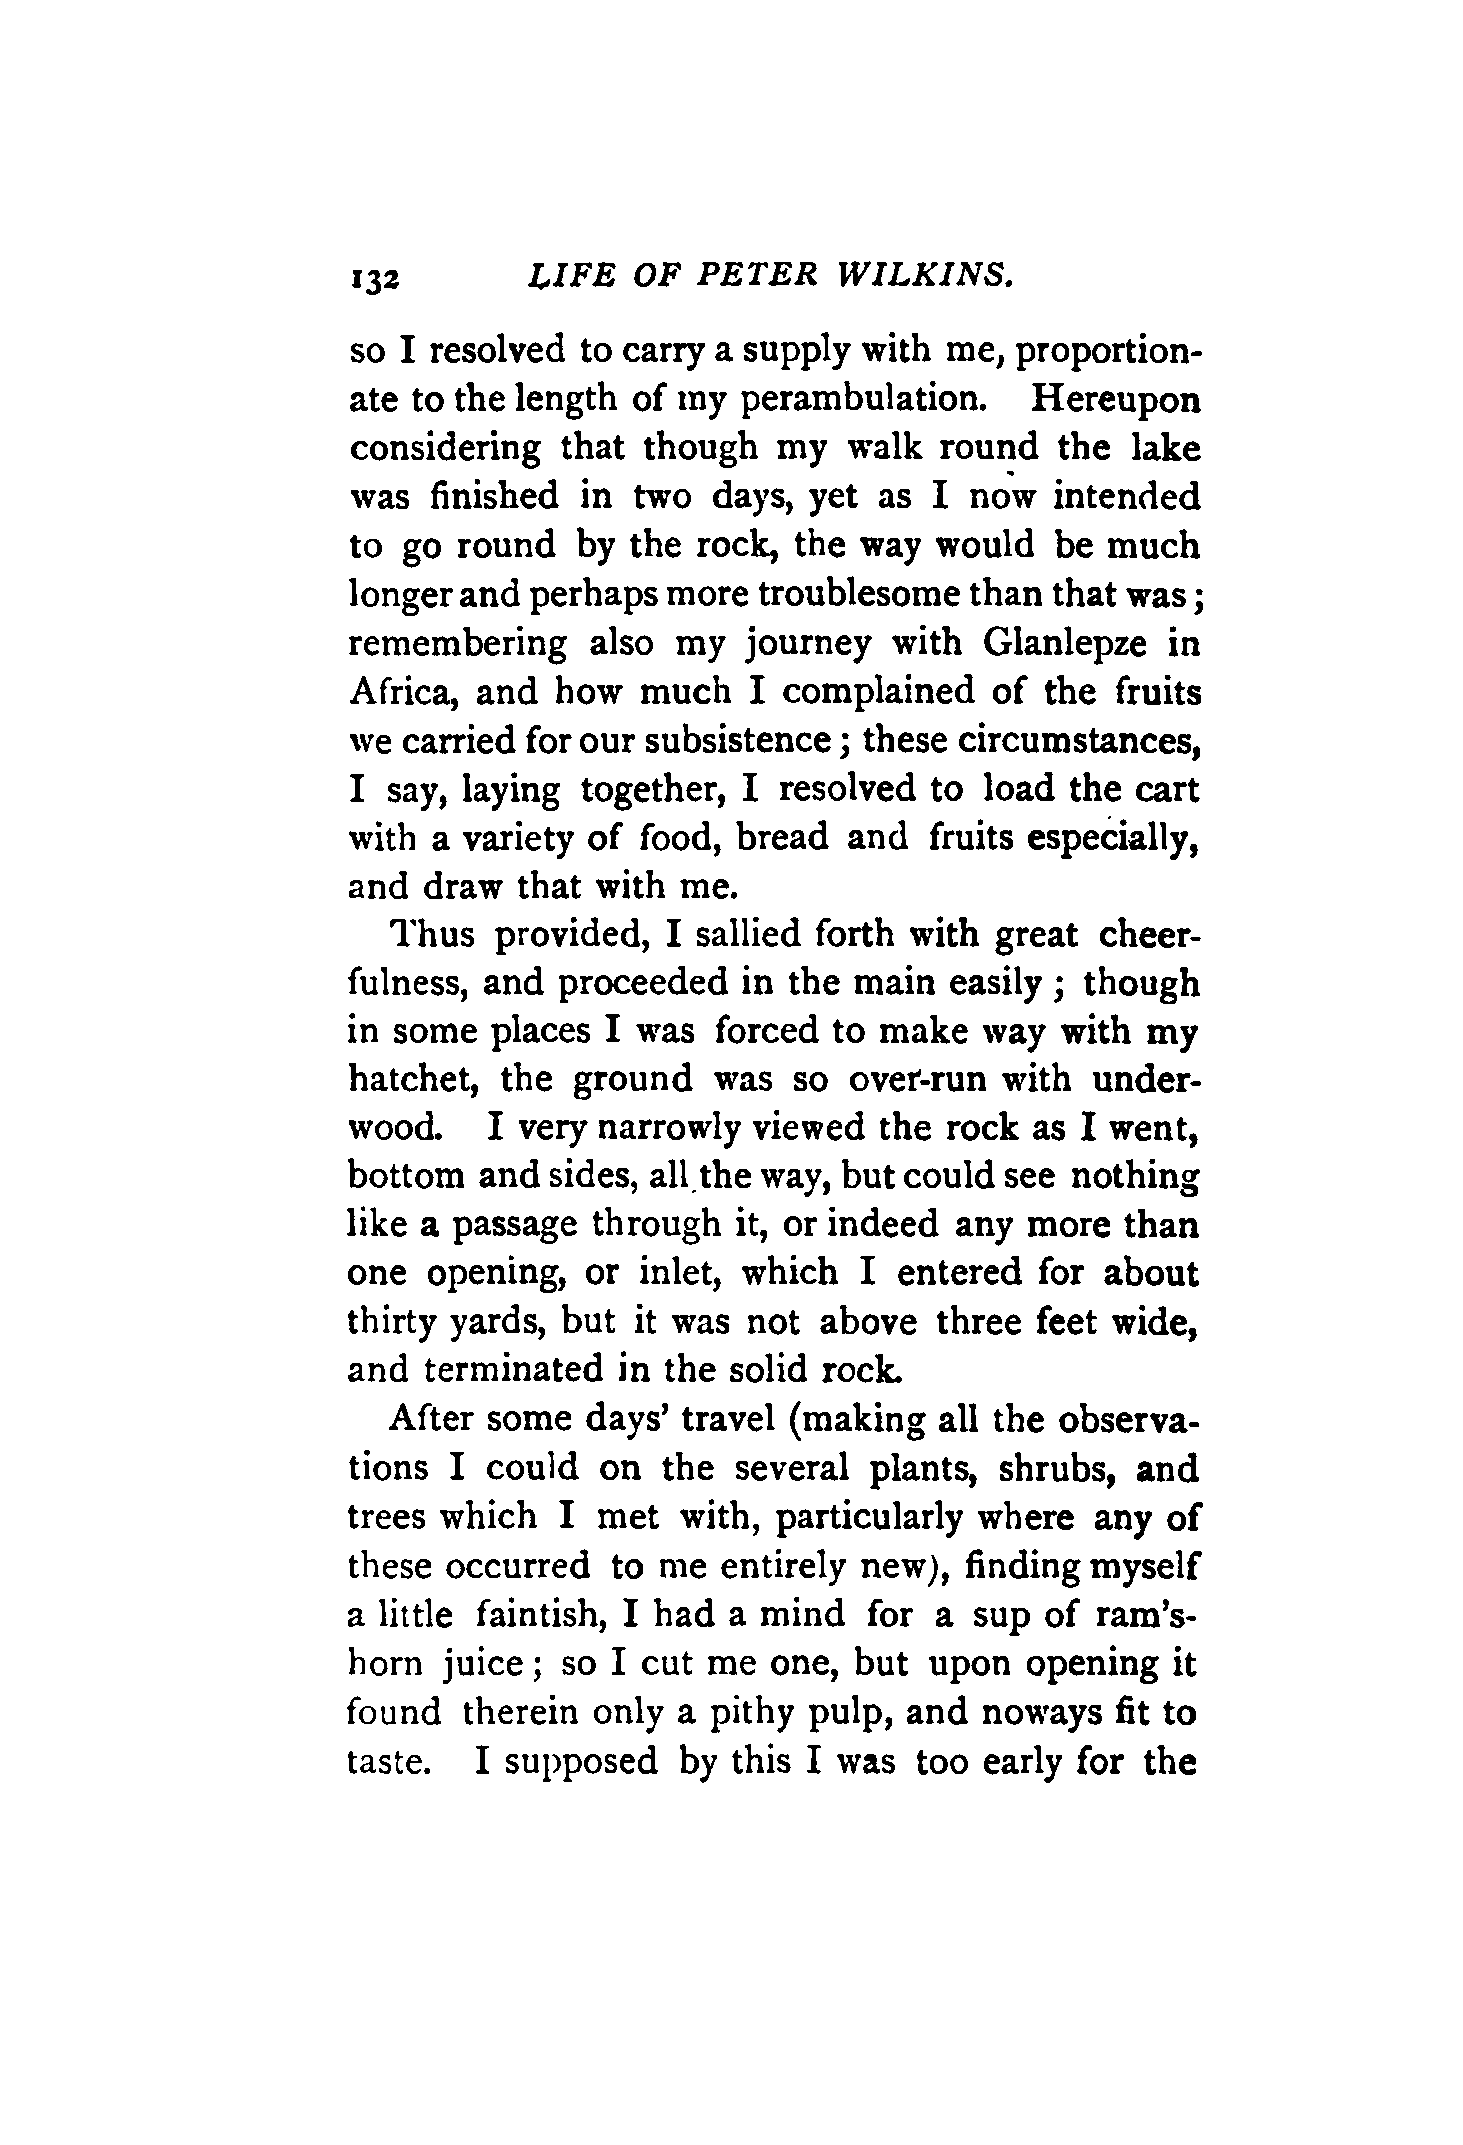 132 LIFE OF PETER WILKINS.
so I resolved to carry a supply with me, proportion-
ate to the length of my perambulation. Hereupon
considering that though my walk round the lake
was finished in two days, yet as I now intended
to go round by the rock, the way would be much
longer and perhaps more troublesome than that was;
remembering also my journey with Glanlepze in
Africa, and how much I complained of the fruits
we carried for our subsistence; these circumstances,
I say, laying together, I resolved to load the cart
with a variety of food, bread and fruits especially,
and draw that with me.
Thus provided, I sallied forth with great cheer-
fulness, and proceeded in the main easily; though
in some places I was forced to make way with my
hatchet, the ground was so over-run with under-
wood. I very narrowly viewed the rock as I went,
bottom and sides, all the way, but could see nothing
like a passage through it, or indeed any more than
one opening, or inlet, which I entered for about
thirty yards, but it was not above three feet wide,
and terminated in the solid rock.
After some days' travel (making all the observa-
tions I could on the several plants, shrubs, and
trees which I met with, particularly where any of
these occurred to me entirely new), finding myself
a little faintish, I had a mind for a sup of ram's-
horn juice; so I cut me one, but upon opening it
found therein only a pithy pulp, and noways fit to
taste. I supposed by this I was too early for the